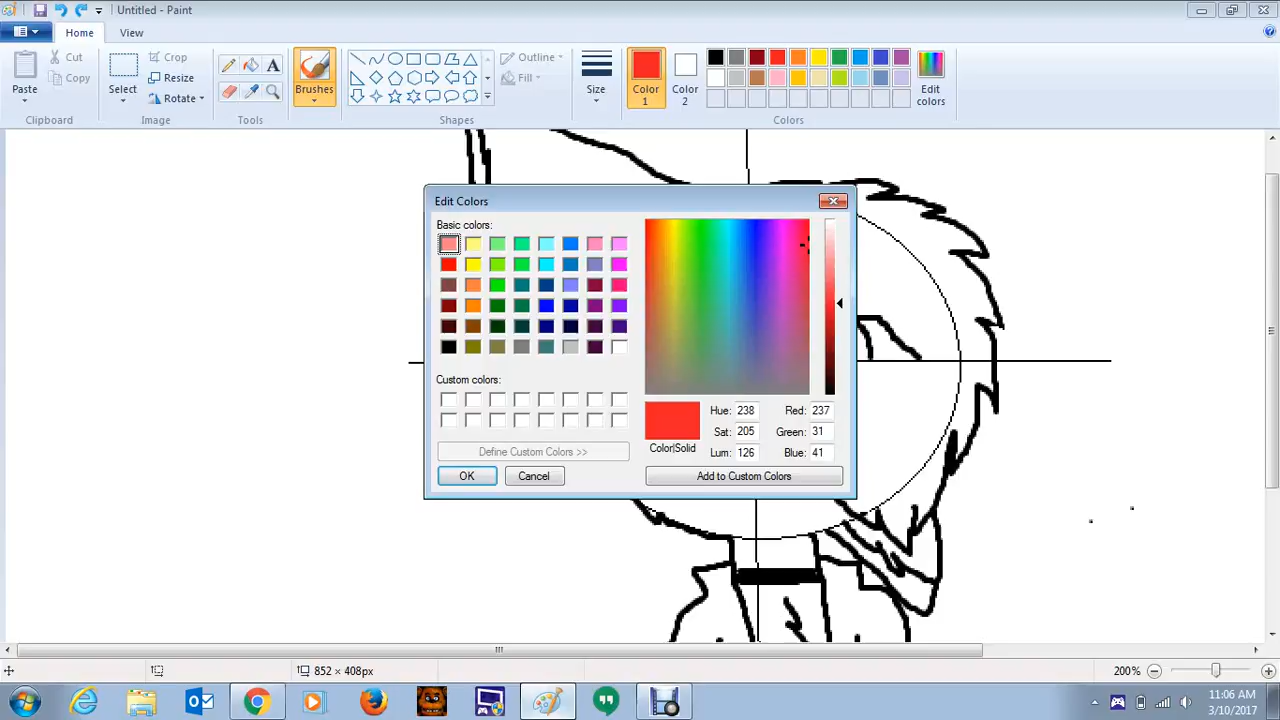 Untitled - Paint
Home
View
Paste
Cut
Copy
Clipboard
Select
Crop
Resize
Rotate
Image
Tools
Brushes
Shapes
Outline
Fill
Size
Color 1
Color 2
Edit colors
Colors
Edit Colors
Basic colors:
Custom colors:
Define Custom Colors >>
OK
Cancel
Color|Solid
Hue: 238
Sat: 205
Lum: 126
Red: 237
Green: 31
Blue: 41
Add to Custom Colors
852 × 408px
200%
11:06 AM
3/10/2017